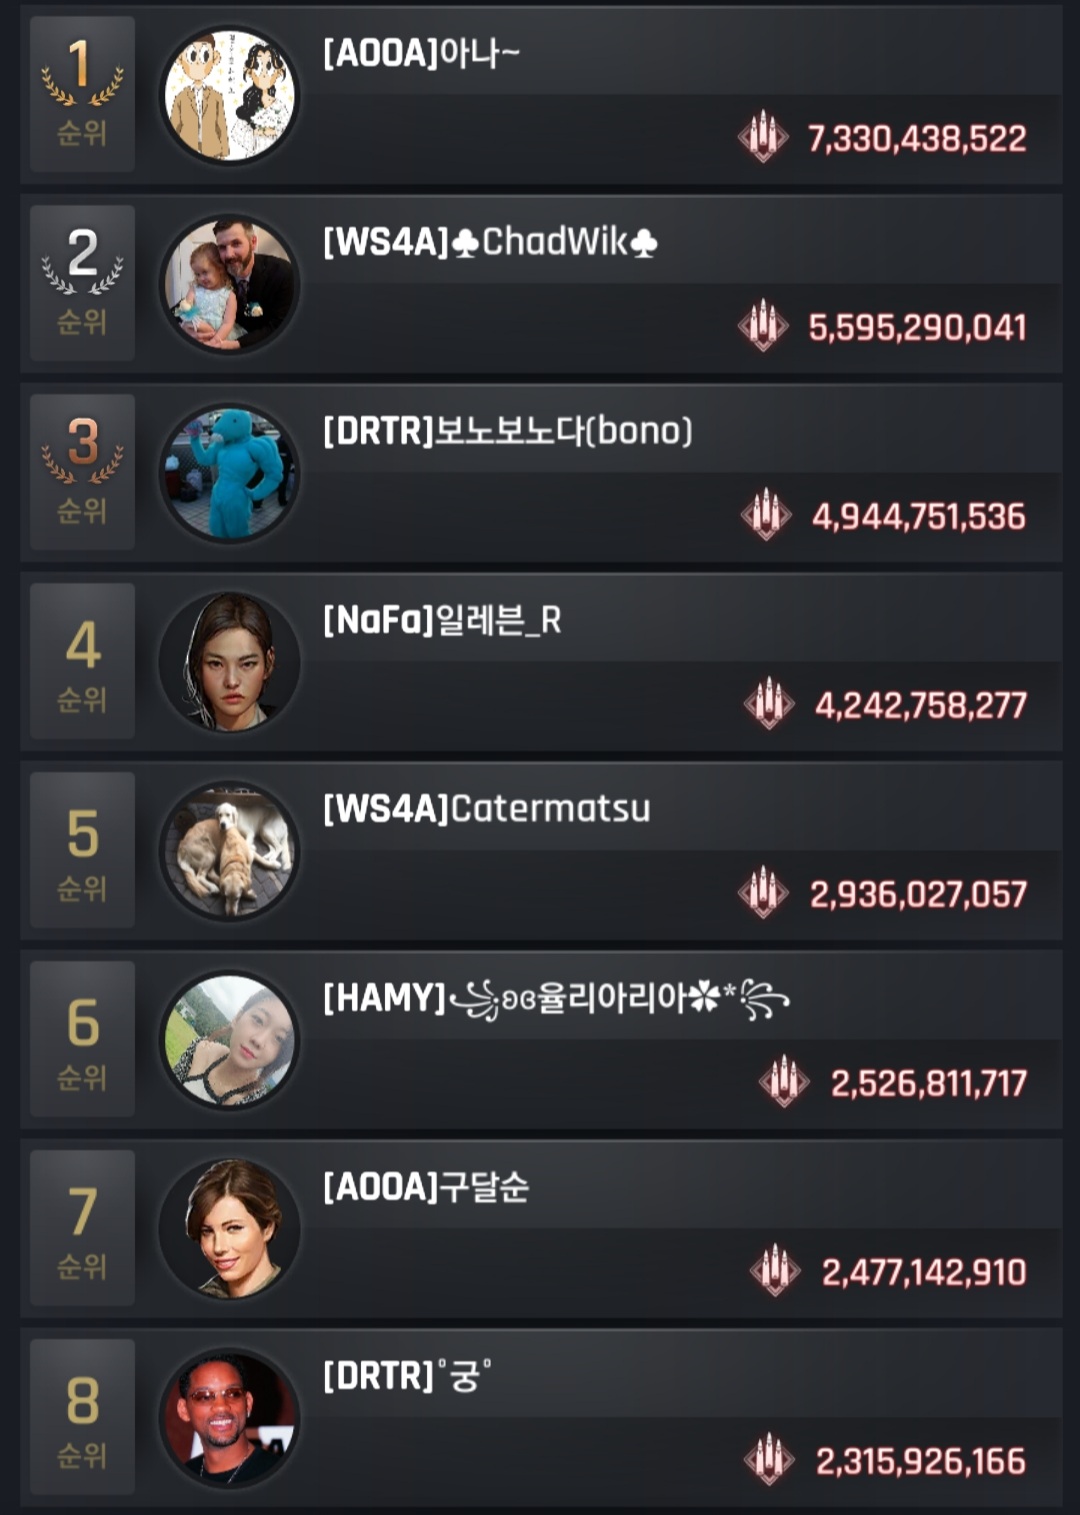 1
순위
[AOOA]아나~
7,330,438,522
2
순위
[WS4A]♣ChadWik♣
5,595,290,041
3
순위
[DRTR]보노보노다(bono)
4,944,751,536
4
순위
[NaFa]일레븐_R
4,242,758,277
5
순위
[WS4A]Catermatsu
2,936,027,057
6
순위
[HAMY]꧁ʚɞ율리아리아✽*꧂
2,526,811,717
7
순위
[AOOA]구달순
2,477,142,910
8
순위
[DRTR]˚궁˚
2,315,926,166